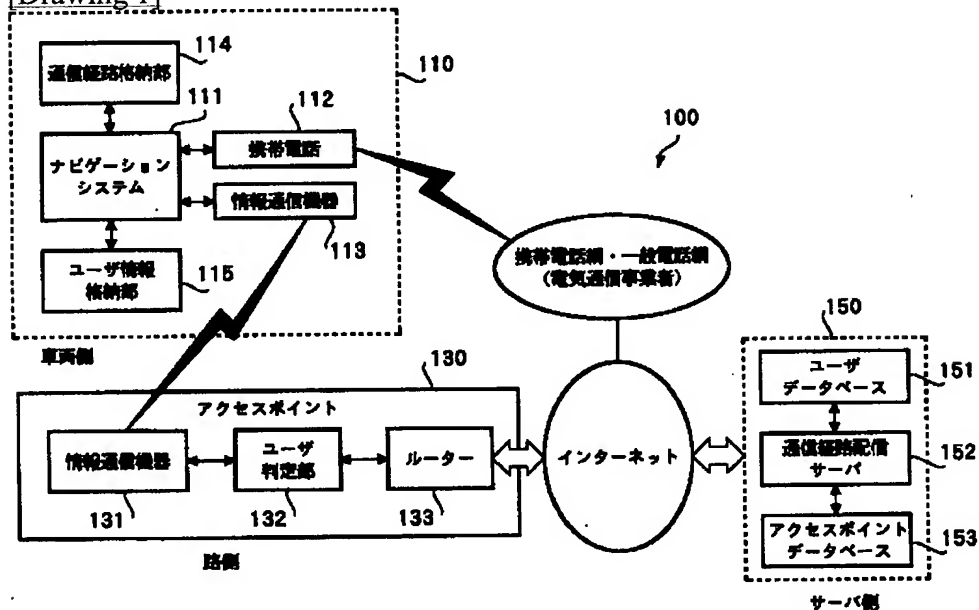 [Drawing 1]
114
通信経路格納部
110
111
112
100
ナビゲーション
システム
携帯電話
情報通信機器
113
ユーザ情報
格納部
115
携帯電話網・一般電話網
(電気通信事業者)
車両側
130
150
アクセスポイント
ユーザ
データベース
151
情報通信機器
ユーザ
判定部
ルーター
インターネット
通信経路配信
サーバ
152
131
132
133
アクセスポイント
データベース
153
路側
サーバ側